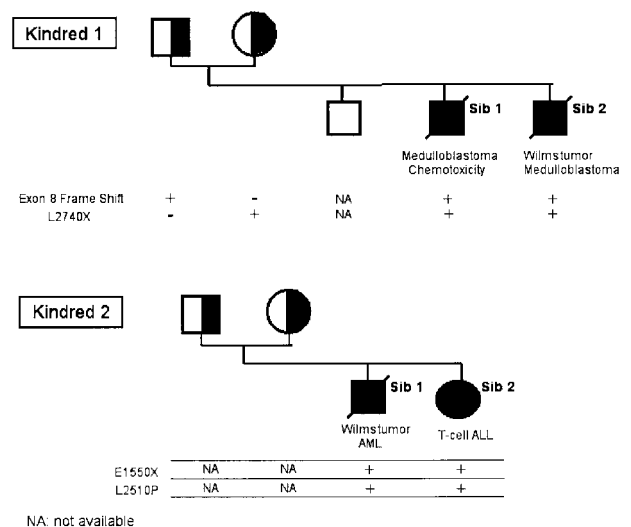 Kindred 1
Sib 1 Sib 2
Medulloblastoma Wilmstumor
Chemotoxicity Medulloblastoma
Exon 8 Frame Shift + - NA + +
L2740X - + NA + +
Kindred 2
Sib 1 Sib 2
Wilmstumor T-cell ALL
AML
E1550X NA NA + +
L2510P NA NA + +
NA: not available